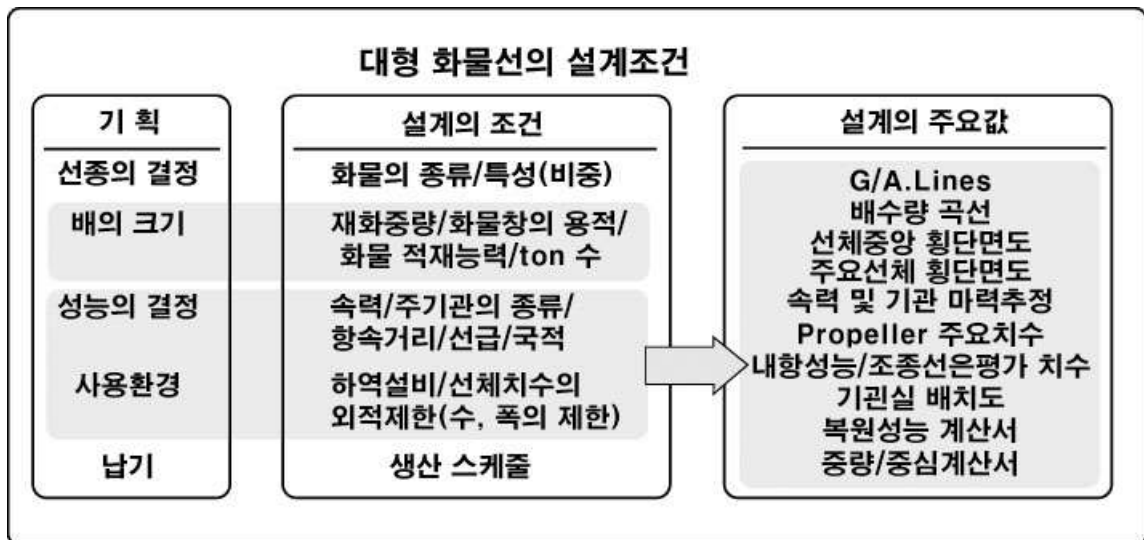 대형 화물선의 설계조건
기 획
선종의 결정
배의 크기
성능의 결정
사용환경
납기
설계의 조건
화물의 종류/특성(비중)
재화중량/화물창의 용적/
화물 적재능력/ton 수
속력/주기관의 종류/
항속거리/선급/국적
하역설비/선체치수의
외적제한(수, 폭의 제한)
생산 스케줄
설계의 주요값
G/A.Lines
배수량 곡선
선체중앙 횡단면도
주요선체 횡단면도
속력 및 기관 마력추정
Propeller 주요치수
내항성능/조종선은평가 치수
기괸실 배치도
복원성능 계산서
중량/중심계산서